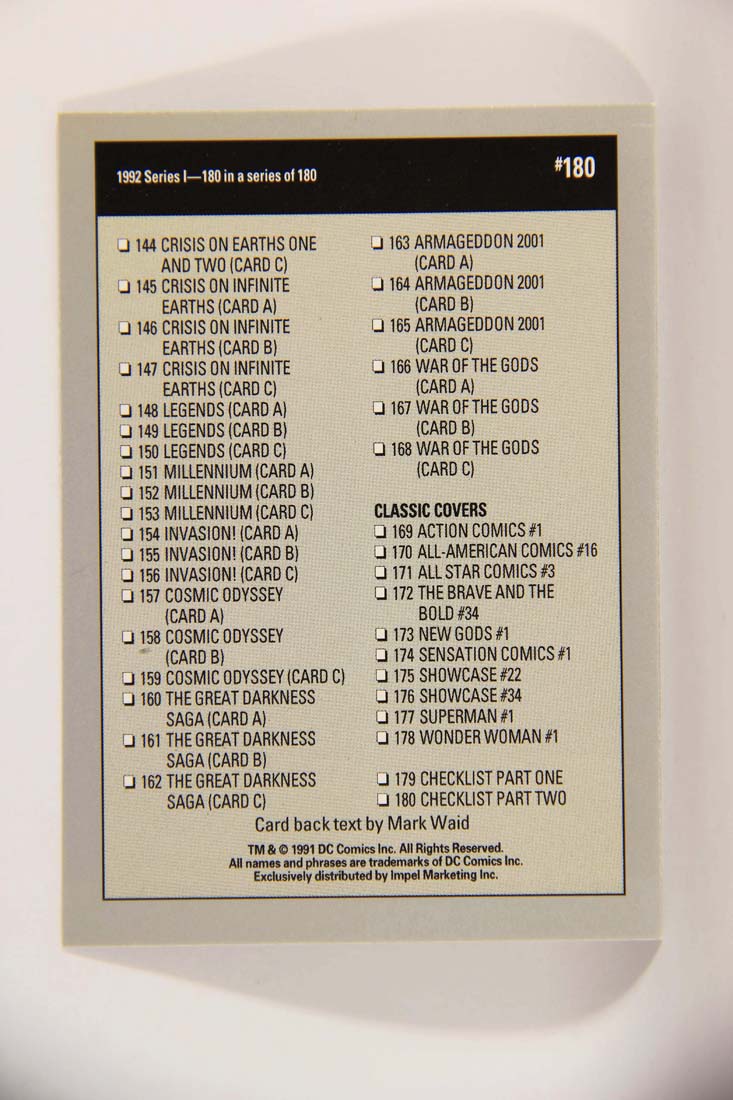 1992 Series I—180 in a series of 180
#180
144 CRISIS ON EARTHS ONE
AND TWO (CARD C)
145 CRISIS ON INFINITE
EARTHS (CARD A)
146 CRISIS ON INFINITE
EARTHS (CARD B)
147 CRISIS ON INFINITE
EARTHS (CARD C)
148 LEGENDS (CARD A)
149 LEGENDS (CARD B)
150 LEGENDS (CARD C)
151 MILLENNIUM (CARD A)
152 MILLENNIUM (CARD B)
153 MILLENNIUM (CARD C)
154 INVASION! (CARD A)
155 INVASION! (CARD B)
156 INVASION! (CARD C)
157 COSMIC ODYSSEY
(CARD A)
158 COSMIC ODYSSEY
(CARD B)
159 COSMIC ODYSSEY (CARD C)
160 THE GREAT DARKNESS
SAGA (CARD A)
161 THE GREAT DARKNESS
SAGA (CARD B)
162 THE GREAT DARKNESS
SAGA (CARD C)
163 ARMAGEDDON 2001
(CARD A)
164 ARMAGEDDON 2001
(CARD B)
165 ARMAGEDDON 2001
(CARD C)
166 WAR OF THE GODS
(CARD A)
167 WAR OF THE GODS
(CARD B)
168 WAR OF THE GODS
(CARD C)
CLASSIC COVERS
169 ACTION COMICS #1
170 ALL-AMERICAN COMICS #16
171 ALL STAR COMICS #3
172 THE BRAVE AND THE
BOLD #34
173 NEW GODS #1
174 SENSATION COMICS #1
175 SHOWCASE #22
176 SHOWCASE #34
177 SUPERMAN #1
178 WONDER WOMAN #1
179 CHECKLIST PART ONE
180 CHECKLIST PART TWO
Card back text by Mark Waid
TM & © 1991 DC Comics Inc. All Rights Reserved.
All names and phrases are trademarks of DC Comics Inc.
Exclusively distributed by Impel Marketing Inc.